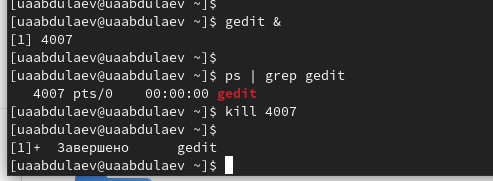 [uaabdulaev@uaabdulaev ~]$
[uaabdulaev@uaabdulaev ~]$ gedit &
[1] 4007
[uaabdulaev@uaabdulaev ~]$
[uaabdulaev@uaabdulaev ~]$ ps | grep gedit
   4007 pts/0    00:00:00 gedit
[uaabdulaev@uaabdulaev ~]$ kill 4007
[uaabdulaev@uaabdulaev ~]$
[1]+  Завершено      gedit
[uaabdulaev@uaabdulaev ~]$